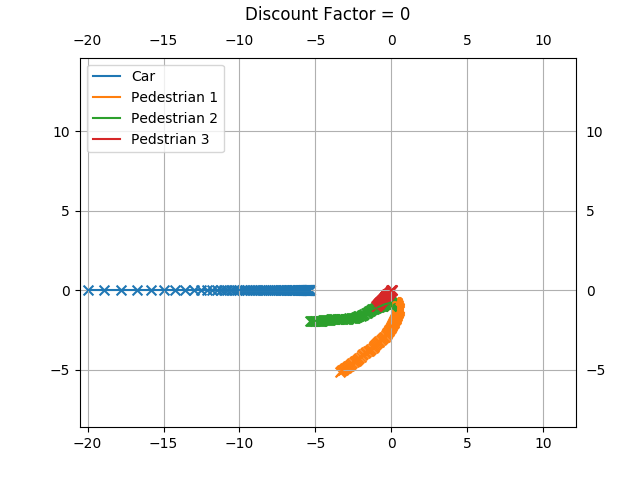 Discount Factor = 0
−20 −15 −10 −5 0 5 10
Car
Pedestrian 1
Pedestrian 2
Pedstrian 3
10 10
5 5
0 0
−5 −5
−20 −15 −10 −5 0 5 10